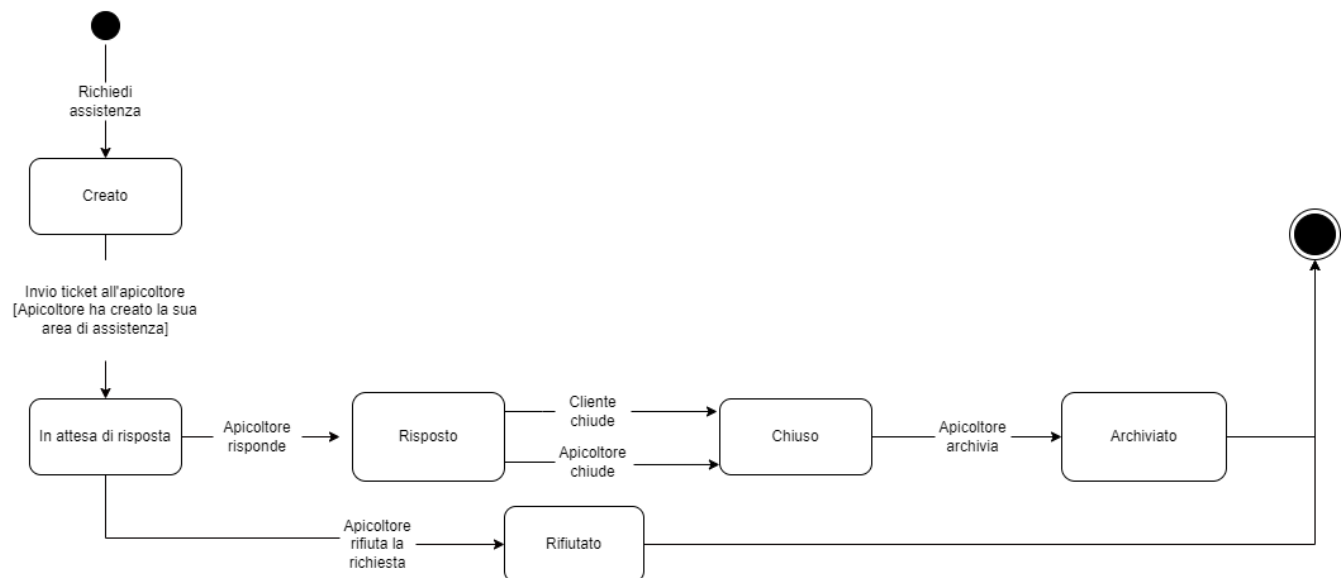 Richiedi
assistenza
Creato
Invio ticket all'apicoltore
[Apicoltore ha creato la sua
area di assistenza]
In attesa di risposta
Apicoltore
risponde
Risposto
Cliente
chiude
Apicoltore
chiude
Chiuso
Apicoltore
archivia
Archiviato
Apicoltore
rifiuta la
richiesta
Rifiutato